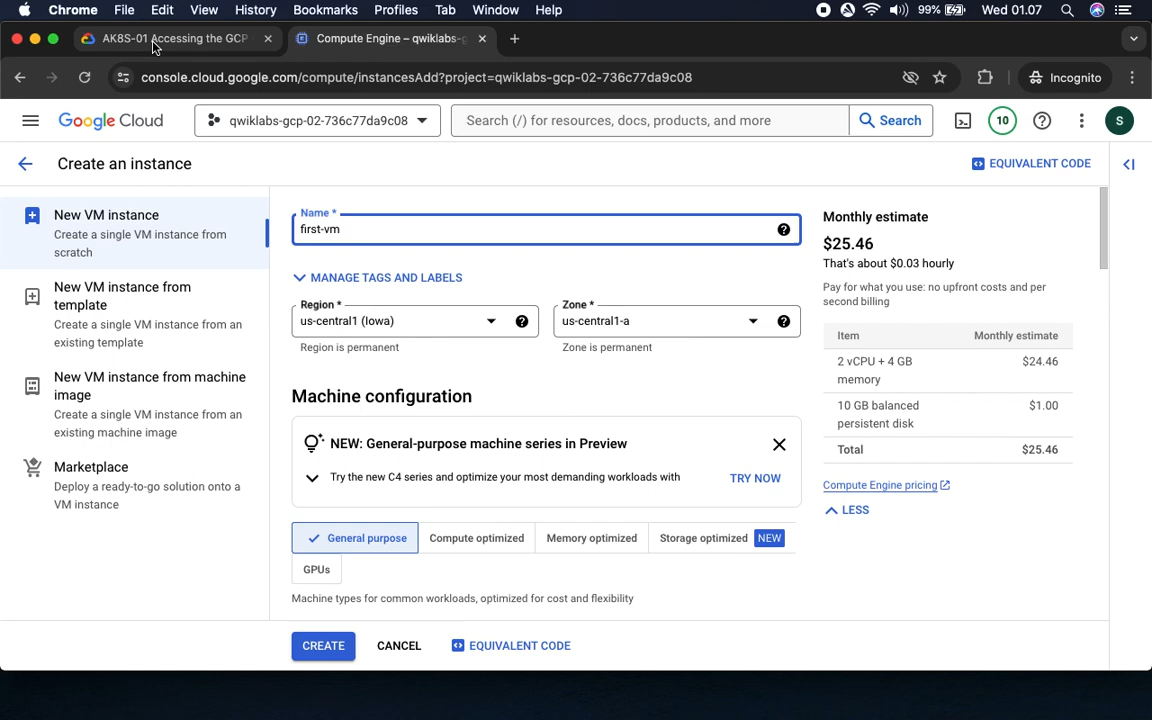 Chrome File Edit View History Bookmarks Profiles Tab Window Help 99% Wed 01.07
AK8S-01 Accessing the GCP Compute Engine – qwiklabs-g
console.cloud.google.com/compute/instancesAdd?project=qwiklabs-gcp-02-736c77da9c08 Incognito
Google Cloud qwiklabs-gcp-02-736c77da9c08 Search (/) for resources, docs, products, and more Search 10 S
Create an instance EQUIVALENT CODE
New VM instance
Create a single VM instance from
scratch
New VM instance from
template
Create a single VM instance from an
existing template
New VM instance from machine
image
Create a single VM instance from an
existing machine image
Marketplace
Deploy a ready-to-go solution onto a
VM instance
Name *
first-vm
MANAGE TAGS AND LABELS
Region *
us-central1 (Iowa)
Region is permanent
Zone *
us-central1-a
Zone is permanent
Machine configuration
NEW: General-purpose machine series in Preview
Try the new C4 series and optimize your most demanding workloads with TRY NOW
General purpose Compute optimized Memory optimized Storage optimized NEW
GPUs
Machine types for common workloads, optimized for cost and flexibility
Monthly estimate
$25.46
That's about $0.03 hourly
Pay for what you use: no upfront costs and per
second billing
Item Monthly estimate
2 vCPU + 4 GB
memory $24.46
10 GB balanced
persistent disk $1.00
Total $25.46
Compute Engine pricing
LESS
CREATE CANCEL EQUIVALENT CODE